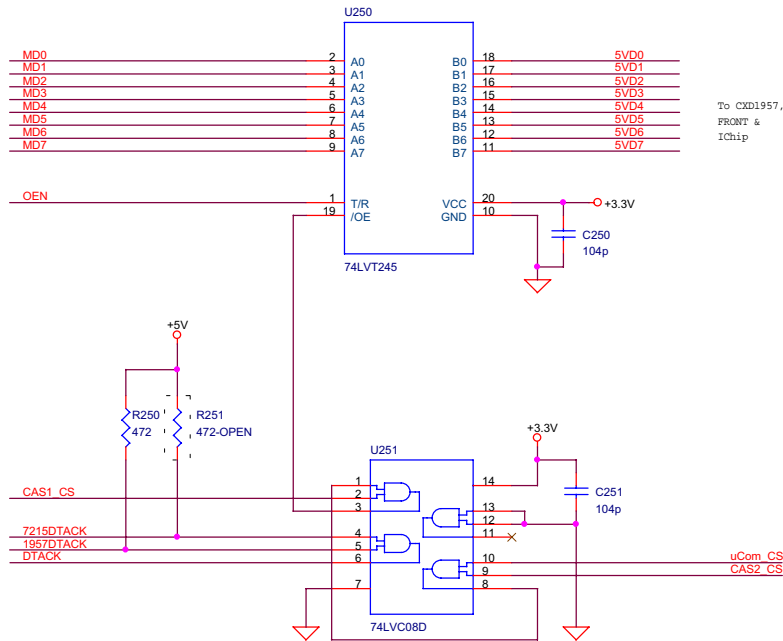 U250
MD0 2 A0 B0 18 5VD0
MD1 3 A1 B1 17 5VD1
MD2 4 A2 B2 16 5VD2
MD3 5 A3 B3 15 5VD3
MD4 6 A4 B4 14 5VD4
MD5 7 A5 B5 13 5VD5
MD6 8 A6 B6 12 5VD6
MD7 9 A7 B7 11 5VD7
To CXD1957,
FRONT &
IChip
OEN 1 T/R VCC 20 +3.3V
19 /OE GND 10
C250
104p
74LVT245
+5V
R250
472
R251
472-OPEN
+3.3V
U251
1 14
CAS1_CS 2
3 13
12
C251
104p
7215DTACK 4 11
1957DTACK 5
DTACK 6 10 uCom_CS
9 CAS2_CS
7 8
74LVC08D